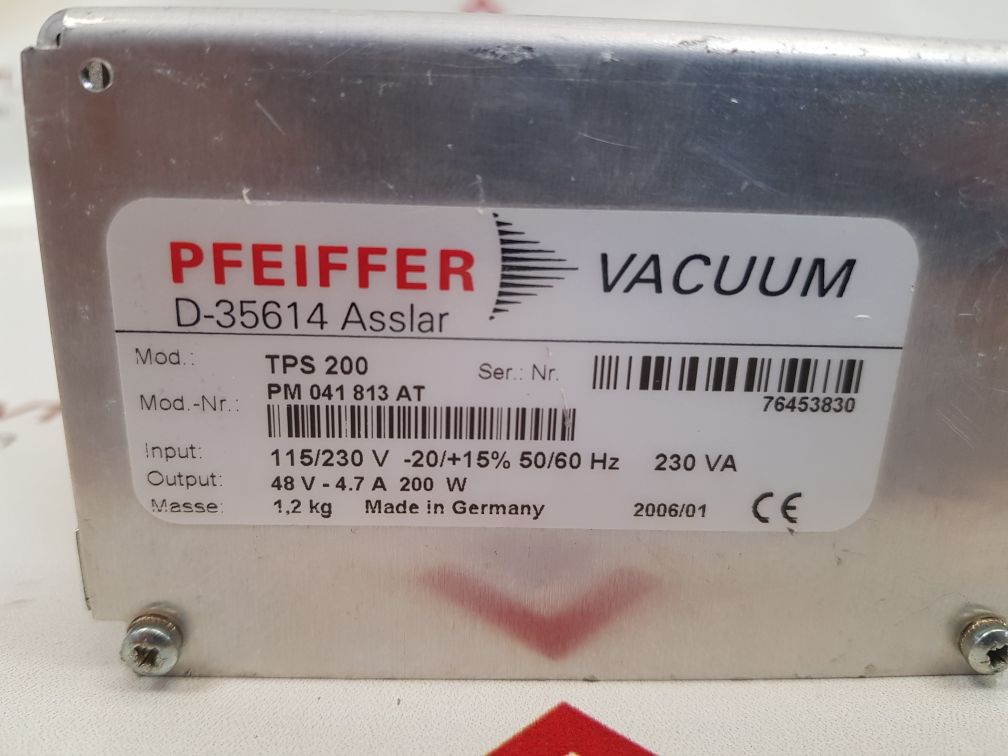 PFEIFFER VACUUM
D-35614 Asslar
Mod.: TPS 200 Ser.: Nr.
76453830
Mod.-Nr.: PM 041 813 AT
Input: 115/230 V -20/+15% 50/60 Hz 230 VA
Output: 48 V - 4.7 A 200 W
Masse: 1,2 kg Made in Germany 2006/01 CE